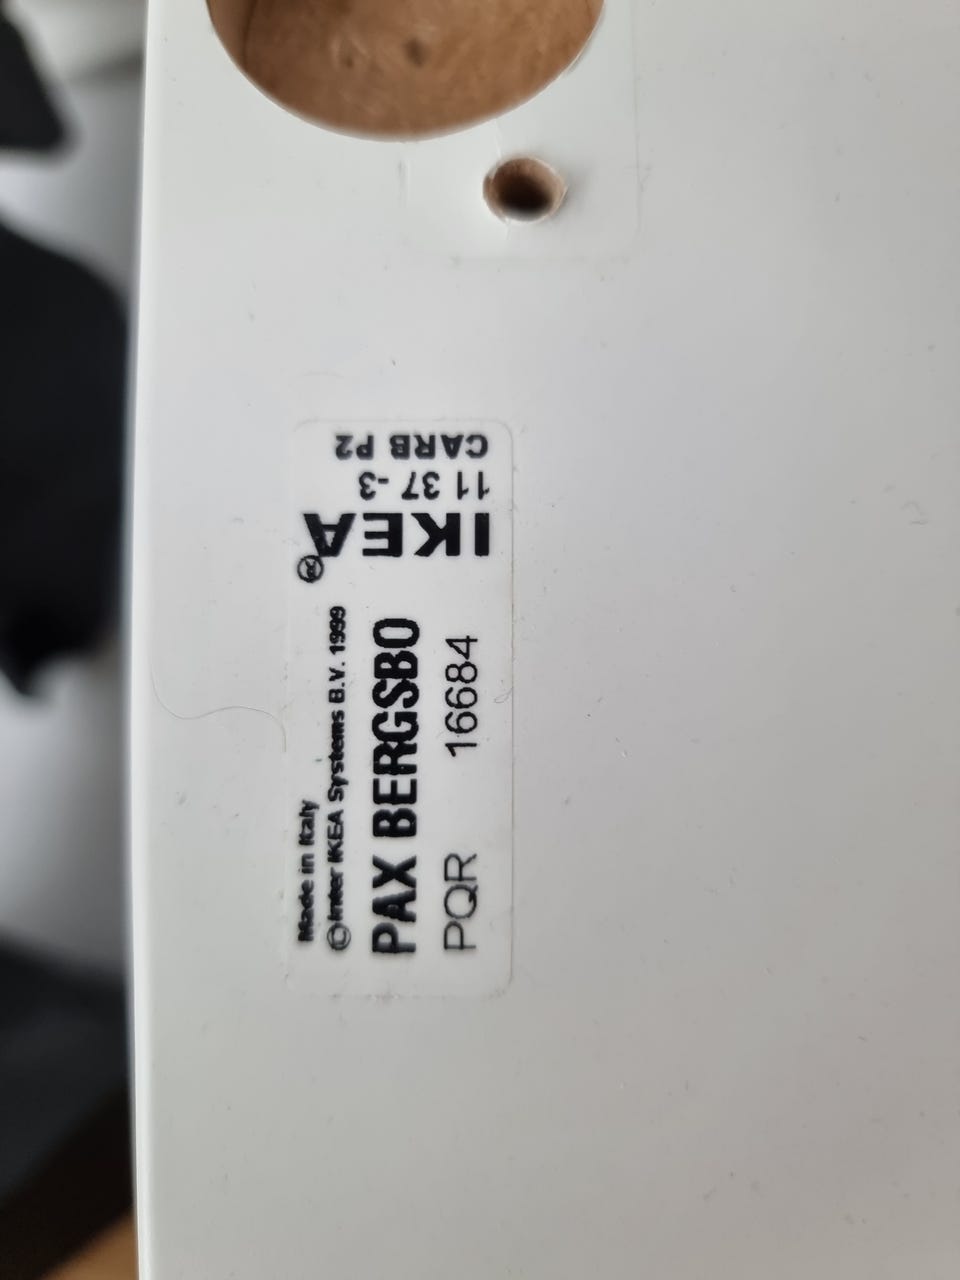 Made in Italy
© Inter IKEA Systems B.V. 1999
PAX BERGSBO
PQR 16684
IKEA®
11 37 -3
CARB P2